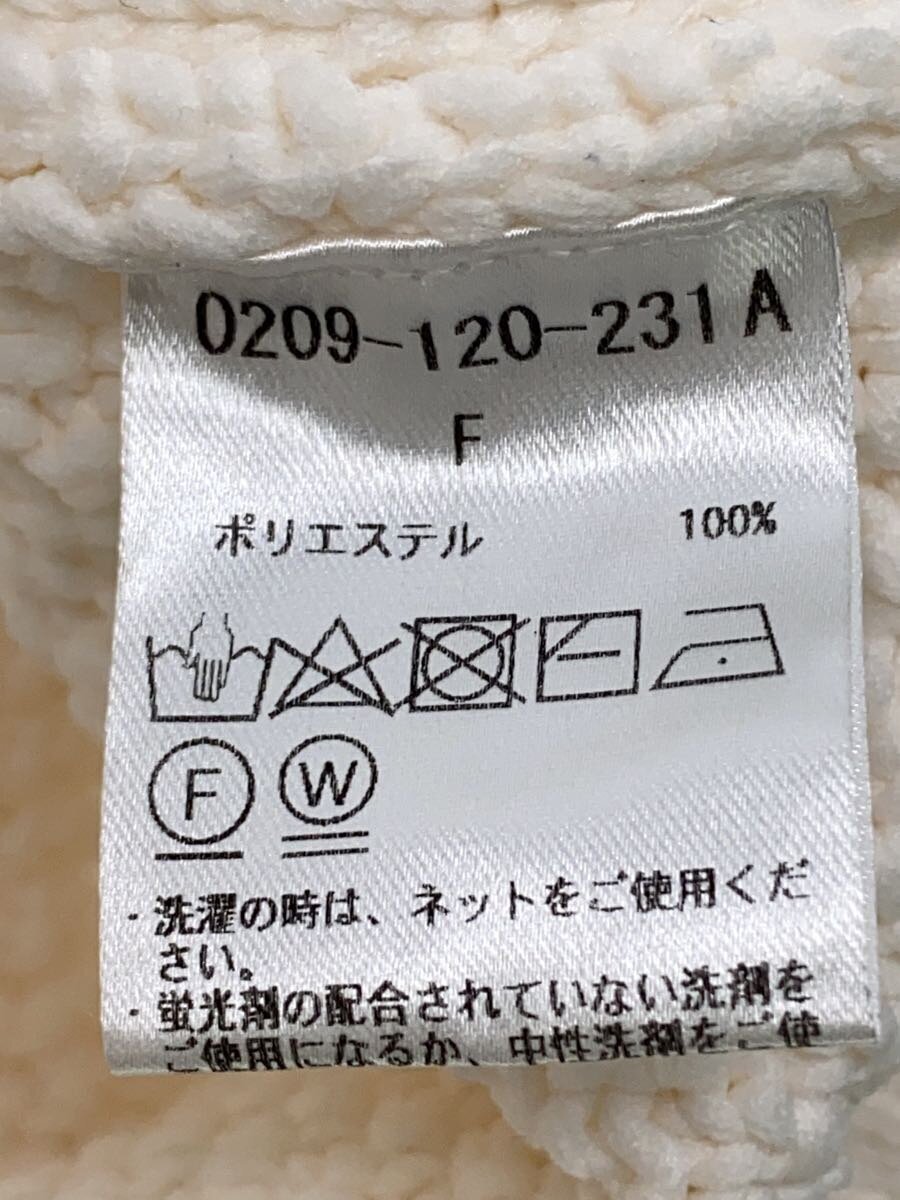 0209-120-231 A
F
ポリエステル 100%
F W
・洗濯の時は、ネットをご使用くだ
さい。
・蛍光剤の配合されていない洗剤を
ご使用になるか、中性洗剤をご使